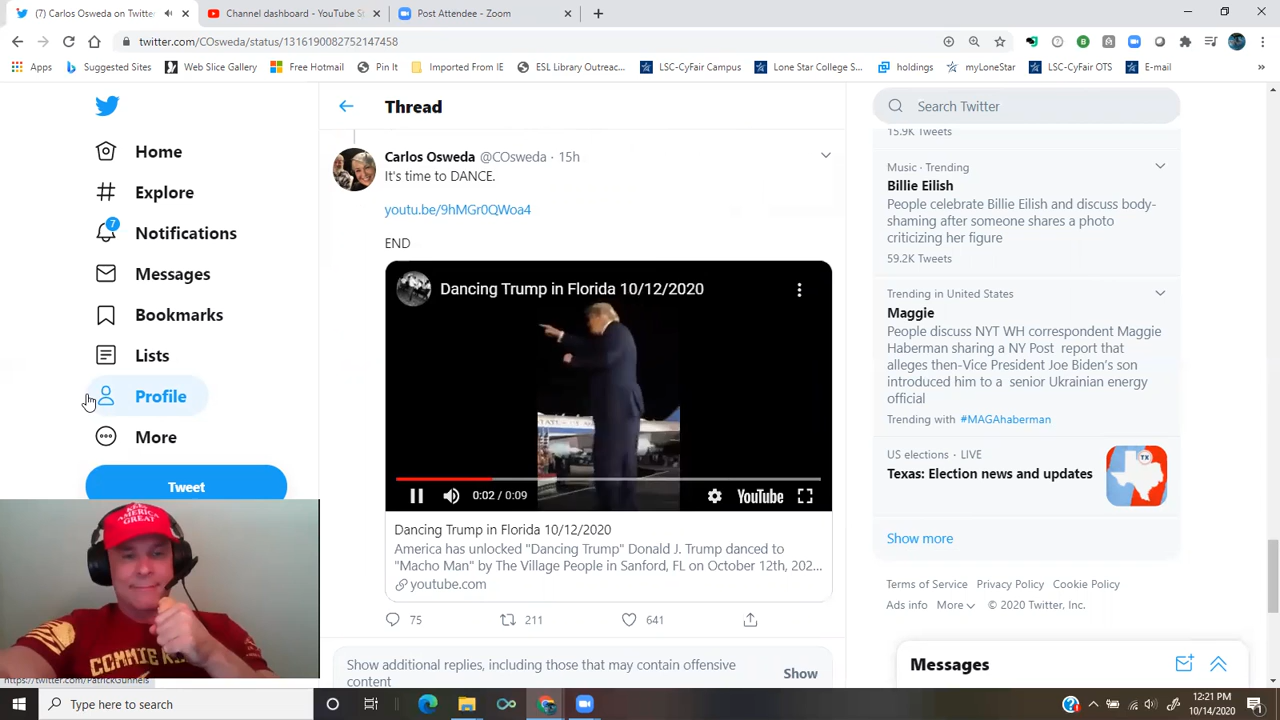 (7) Carlos Osweda on Twitter
Channel dashboard - YouTube St
Post Attendee - Zoom
twitter.com/COsweda/status/1316190082752147458
Apps
Suggested Sites
Web Slice Gallery
Free Hotmail
Pin It
Imported From IE
ESL Library Outreac...
LSC-CyFair Campus
Lone Star College S...
holdings
myLoneStar
LSC-CyFair OTS
E-mail
»
Home
Explore
7
Notifications
Messages
Bookmarks
Lists
Profile
More
Tweet
Thread
Carlos Osweda @COsweda · 15h
It's time to DANCE.
youtu.be/9hMGr0QWoa4
END
Dancing Trump in Florida 10/12/2020
0:02 / 0:09
YouTube
Dancing Trump in Florida 10/12/2020
America has unlocked "Dancing Trump" Donald J. Trump danced to
"Macho Man" by The Village People in Sanford, FL on October 12th, 202...
youtube.com
75
211
641
Show additional replies, including those that may contain offensive
content
Show
Search Twitter
15.9K Tweets
Music · Trending
Billie Eilish
People celebrate Billie Eilish and discuss body-
shaming after someone shares a photo
criticizing her figure
59.2K Tweets
Trending in United States
Maggie
People discuss NYT WH correspondent Maggie
Haberman sharing a NY Post report that
alleges then-Vice President Joe Biden's son
introduced him to a senior Ukrainian energy
official
Trending with #MAGAhaberman
US elections · LIVE
Texas: Election news and updates
TX
Show more
Terms of Service Privacy Policy Cookie Policy
Ads info More © 2020 Twitter, Inc.
Messages
KEEP
AMERICA
GREAT
COMMIE
https://twitter.com/PatrickGunnels
Type here to search
12:21 PM
10/14/2020